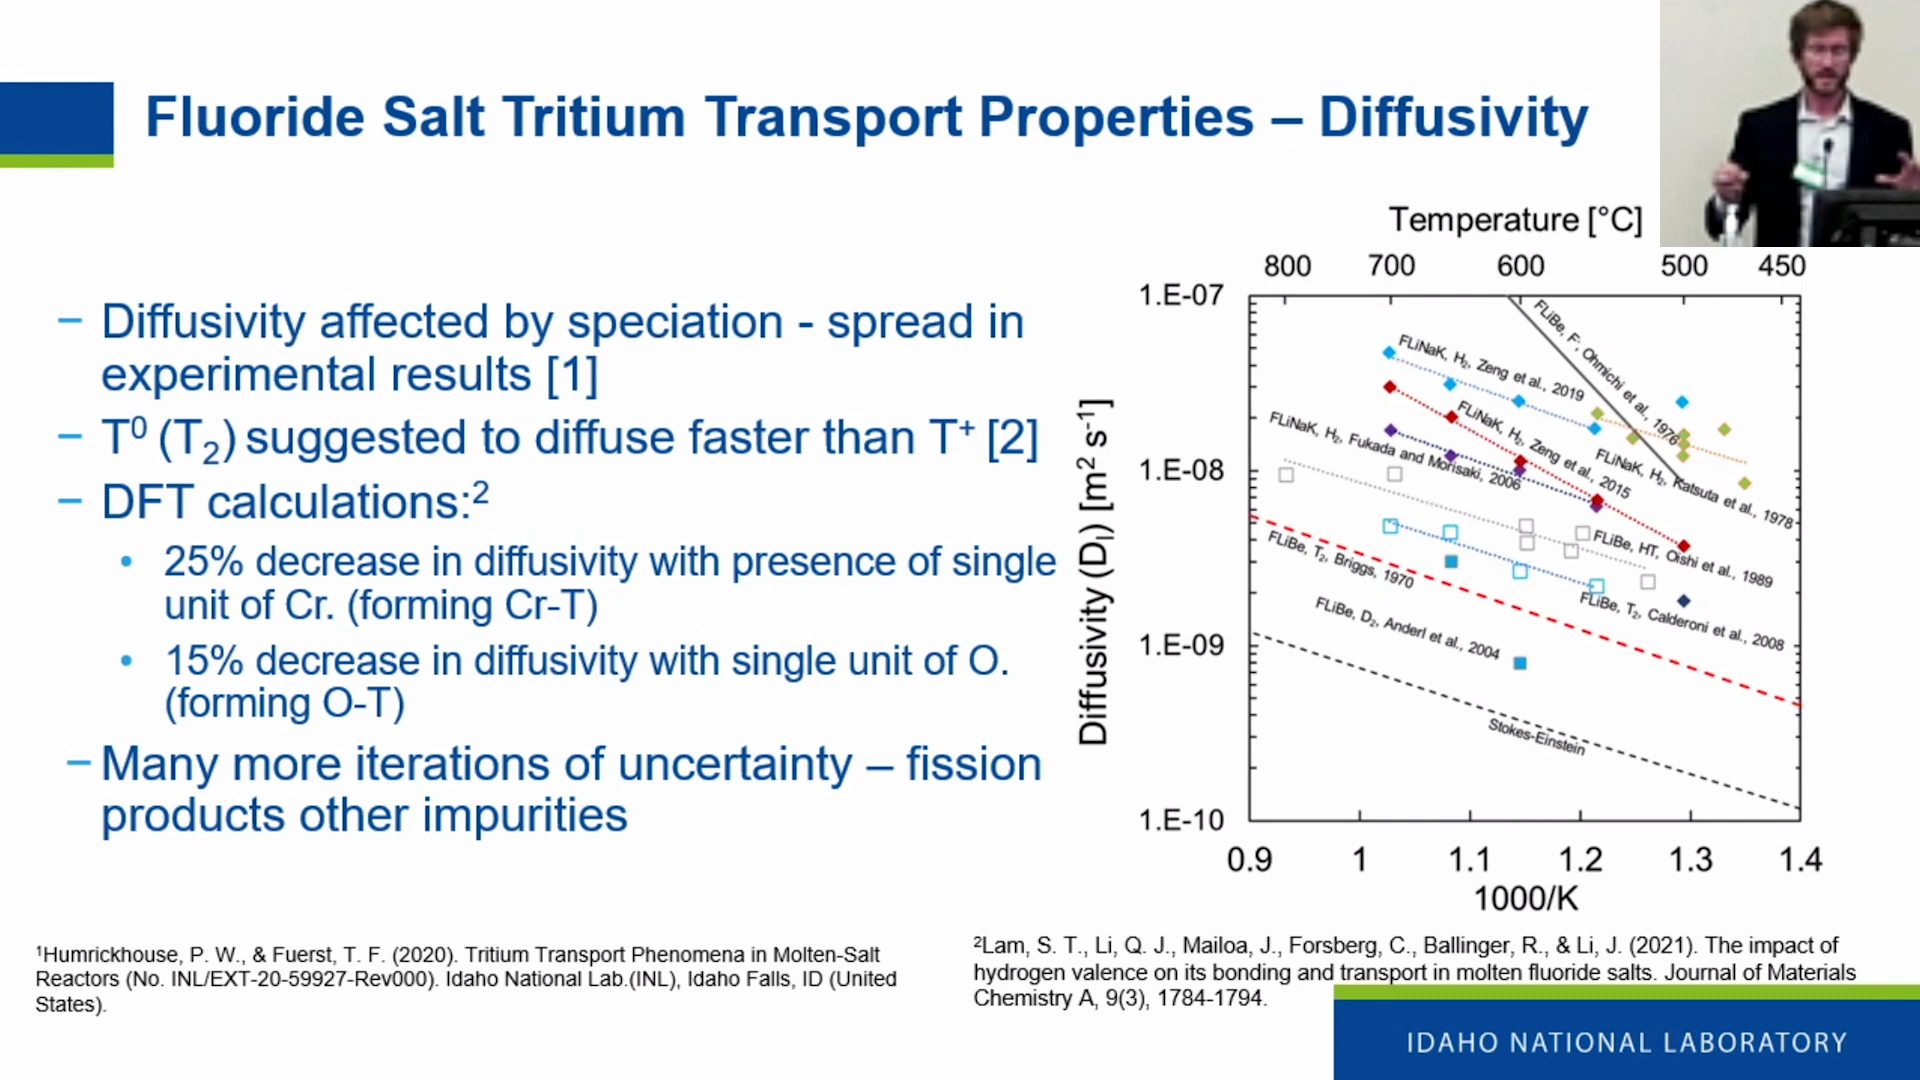 Fluoride Salt Tritium Transport Properties – Diffusivity
– Diffusivity affected by speciation - spread in
experimental results [1]
– T⁰ (T₂) suggested to diffuse faster than T⁺ [2]
– DFT calculations:²
• 25% decrease in diffusivity with presence of single
unit of Cr. (forming Cr-T)
• 15% decrease in diffusivity with single unit of O.
(forming O-T)
– Many more iterations of uncertainty – fission
products other impurities
Temperature [°C]
800 700 600 500 450
1.E-07
1.E-08
1.E-09
1.E-10
Diffusivity (Dₗ) [m² s⁻¹]
FLiBe, F⁻, Ohmichi et al., 1976
FLiNaK, H₂, Zeng et al., 2019
FLiNaK, H₂, Zeng et al., 2015
FLiNaK, H₂, Fukada and Morisaki, 2006
FLiNaK, H₂, Katsuta et al., 1978
FLiBe, HT, Oishi et al., 1989
FLiBe, T₂, Briggs, 1970
FLiBe, T₂, Calderoni et al., 2008
FLiBe, D₂, Anderl et al., 2004
Stokes-Einstein
0.9 1 1.1 1.2 1.3 1.4
1000/K
¹Humrickhouse, P. W., & Fuerst, T. F. (2020). Tritium Transport Phenomena in Molten-Salt
Reactors (No. INL/EXT-20-59927-Rev000). Idaho National Lab.(INL), Idaho Falls, ID (United
States).
²Lam, S. T., Li, Q. J., Mailoa, J., Forsberg, C., Ballinger, R., & Li, J. (2021). The impact of
hydrogen valence on its bonding and transport in molten fluoride salts. Journal of Materials
Chemistry A, 9(3), 1784-1794.
IDAHO NATIONAL LABORATORY